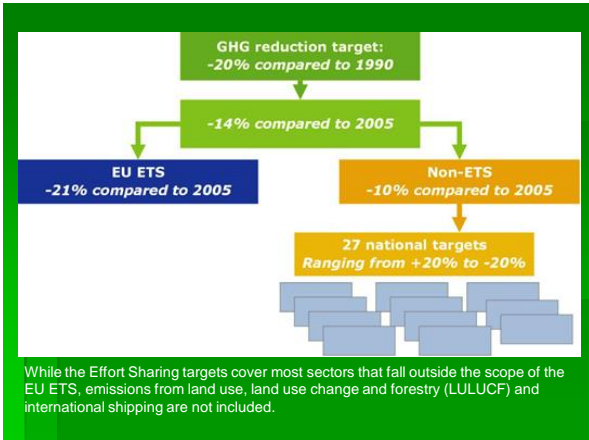 GHG reduction target:
-20% compared to 1990
-14% compared to 2005
EU ETS
-21% compared to 2005
Non-ETS
-10% compared to 2005
27 national targets
Ranging from +20% to -20%
While the Effort Sharing targets cover most sectors that fall outside the scope of the
EU ETS, emissions from land use, land use change and forestry (LULUCF) and
international shipping are not included.